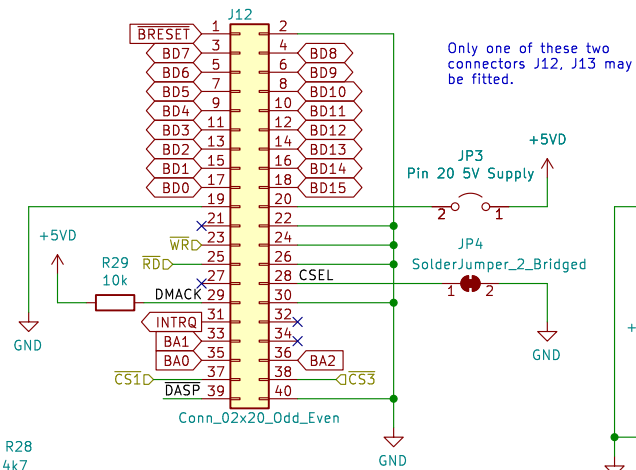 J12
BRESET 1 2
BD7 3 4 BD8
BD6 5 6 BD9
BD5 7 8 BD10
BD4 9 10 BD11
BD3 11 12 BD12
BD2 13 14 BD13
BD1 15 16 BD14
BD0 17 18 BD15
19 20
21 22
WR 23 24
RD 25 26
27 28 CSEL
DMACK 29 30
INTRQ 31 32
BA1 33 34
BA0 35 36 BA2
CS1 37 38 CS3
DASP 39 40
Conn_02x20_Odd_Even
Only one of these two
connectors J12, J13 may
be fitted.
+5VD
JP3
Pin 20 5V Supply
2 1
JP4
SolderJumper_2_Bridged
1 2
GND
GND
+5VD
R29
10k
GND
R28
4k7
+